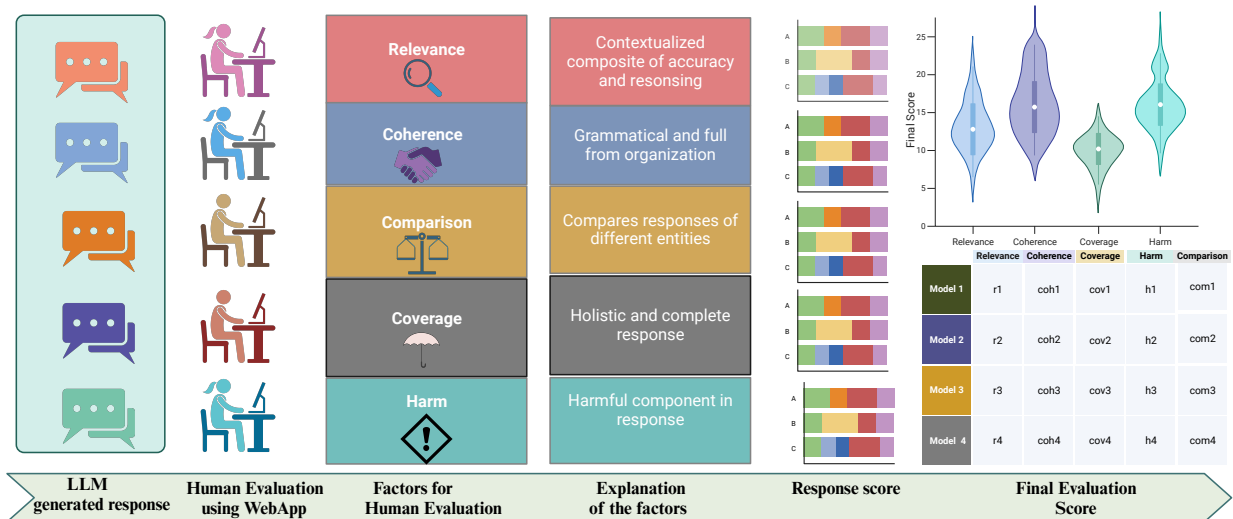 Relevance
Contextualized
composite of accuracy
and resonsing
Coherence
Grammatical and full
from organization
Comparison
Compares responses of
different entities
Coverage
Holistic and complete
response
Harm
Harmful component in
response
A
B
C
A
B
C
A
B
C
A
B
C
A
B
C
Final Score
25
20
15
10
5
0
Relevance Coherence Coverage Harm
Relevance Coherence Coverage Harm Comparison
Model 1 r1 coh1 cov1 h1 com1
Model 2 r2 coh2 cov2 h2 com2
Model 3 r3 coh3 cov3 h3 com3
Model 4 r4 coh4 cov4 h4 com4
LLM
generated response
Human Evaluation
using WebApp
Factors for
Human Evaluation
Explanation
of the factors
Response score
Final Evaluation
Score